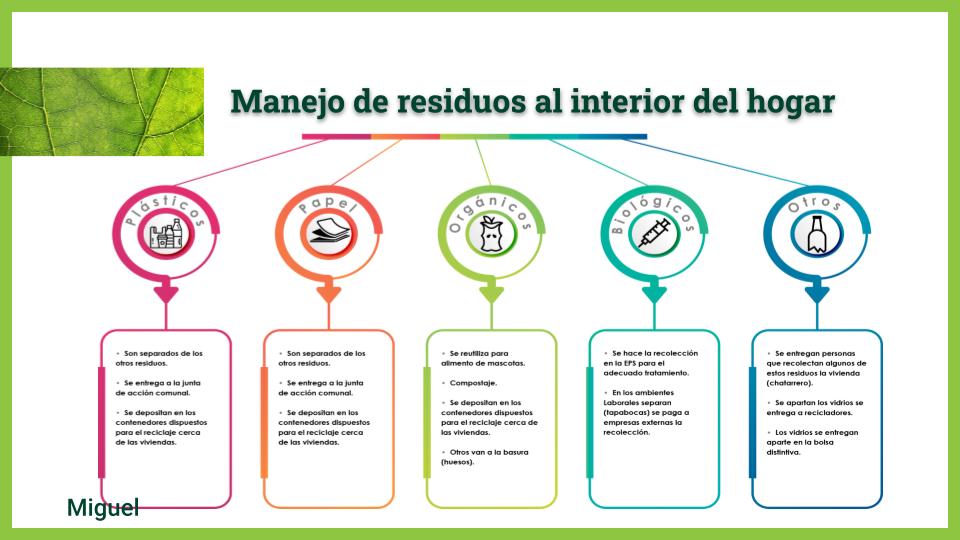 Manejo de residuos al interior del hogar
Plásticos
Papel
Orgánicos
Biológicos
Otros
• Son separados de los
otros residuos.
• Se entrega a la junta
de acción comunal.
• Se depositan en los
contenedores dispuestos
para el reciclaje cerca
de las viviendas.
• Son separados de los
otros residuos.
• Se entrega a la junta
de acción comunal.
• Se depositan en los
contenedores dispuestos
para el reciclaje cerca
de las viviendas.
• Se reutiliza para
alimento de mascotas.
• Compostaje.
• Se depositan en los
contenedores dispuestos
para el reciclaje cerca de
las viviendas.
• Otros van a la basura
(huesos).
• Se hace la recolección
en la EPS para el
adecuado tratamiento.
• En los ambientes
Laborales separan
(tapabocas) se paga a
empresas externas la
recolección.
• Se entregan personas
que recolectan algunos de
estos residuos la vivienda
(chatarrero).
• Se apartan los vidrios se
entrega a recicladores.
• Los vidrios se entregan
aparte en la bolsa
distintiva.
Miguel